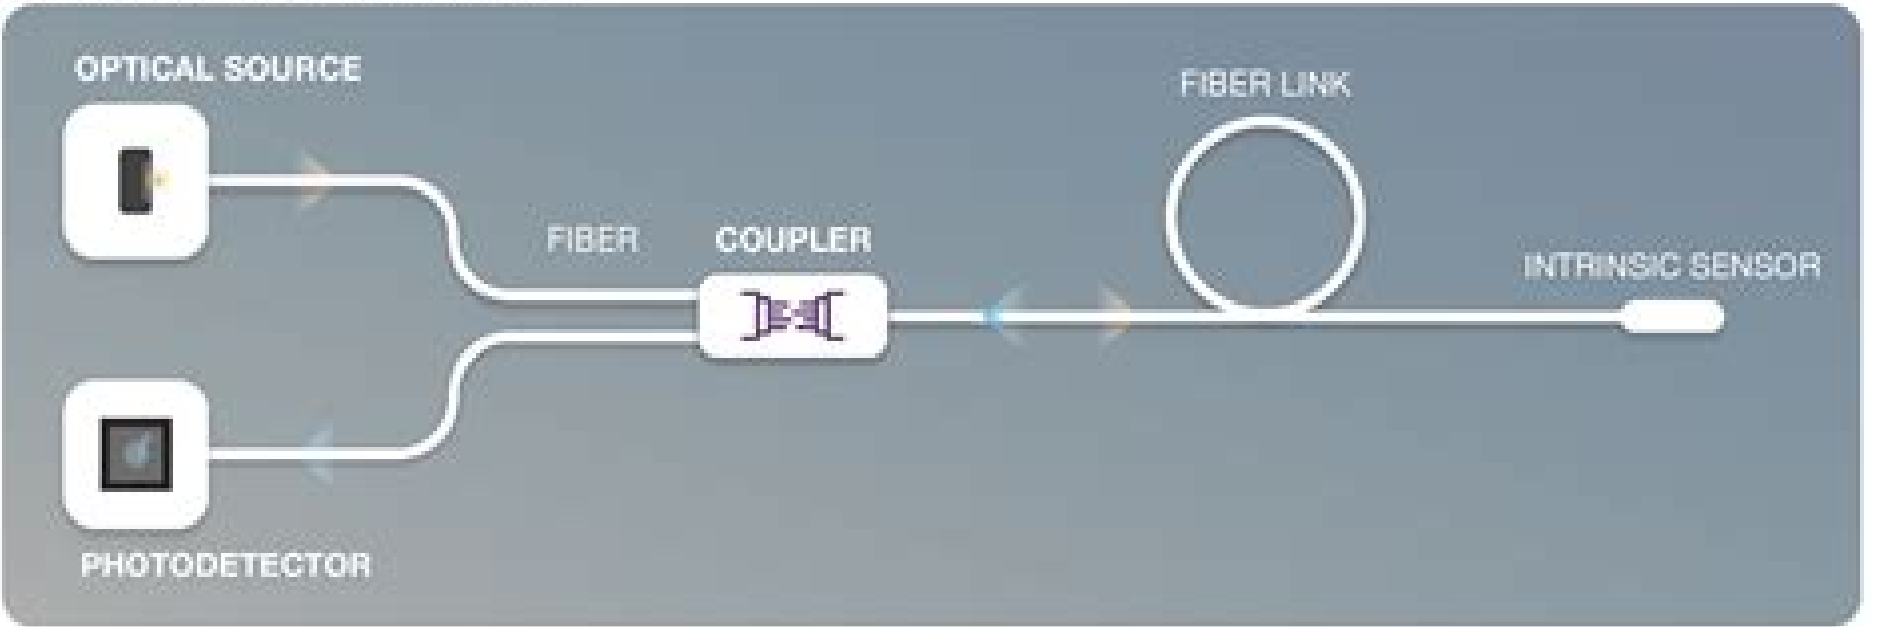 OPTICAL SOURCE
FIBER LINK
FIBER
COUPLER
INTRINSIC SENSOR
PHOTODETECTOR